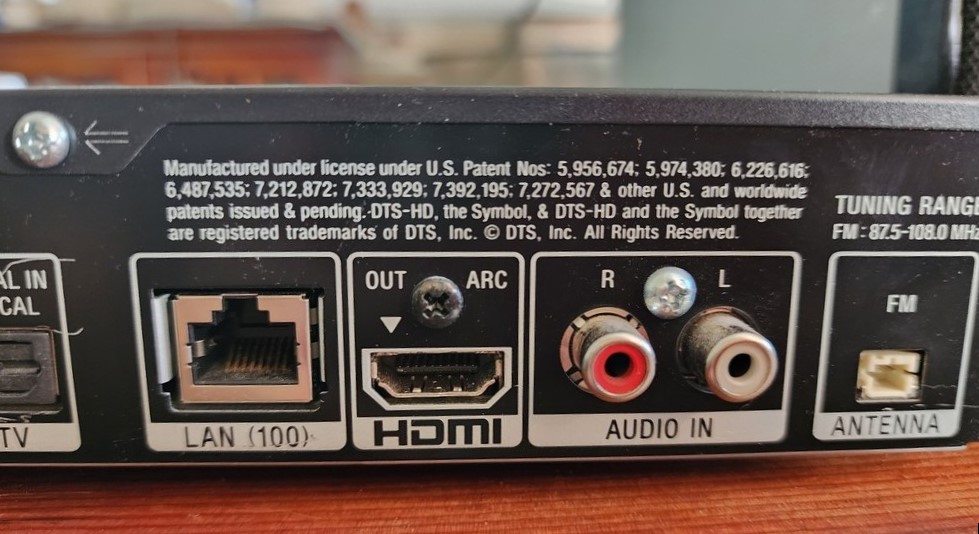 Manufactured under license under U.S. Patent Nos: 5,956,674; 5,974,380; 6,226,616;
6,487,535; 7,212,872; 7,333,929; 7,392,195; 7,272,567 & other U.S. and worldwide
patents issued & pending. DTS-HD, the Symbol, & DTS-HD and the Symbol together
are registered trademarks of DTS, Inc. © DTS, Inc. All Rights Reserved.
TUNING RANGE
FM : 87.5-108.0 MHz
AL IN
CAL
TV
LAN (100)
OUT ARC
HDMI
R L
AUDIO IN
FM
ANTENNA